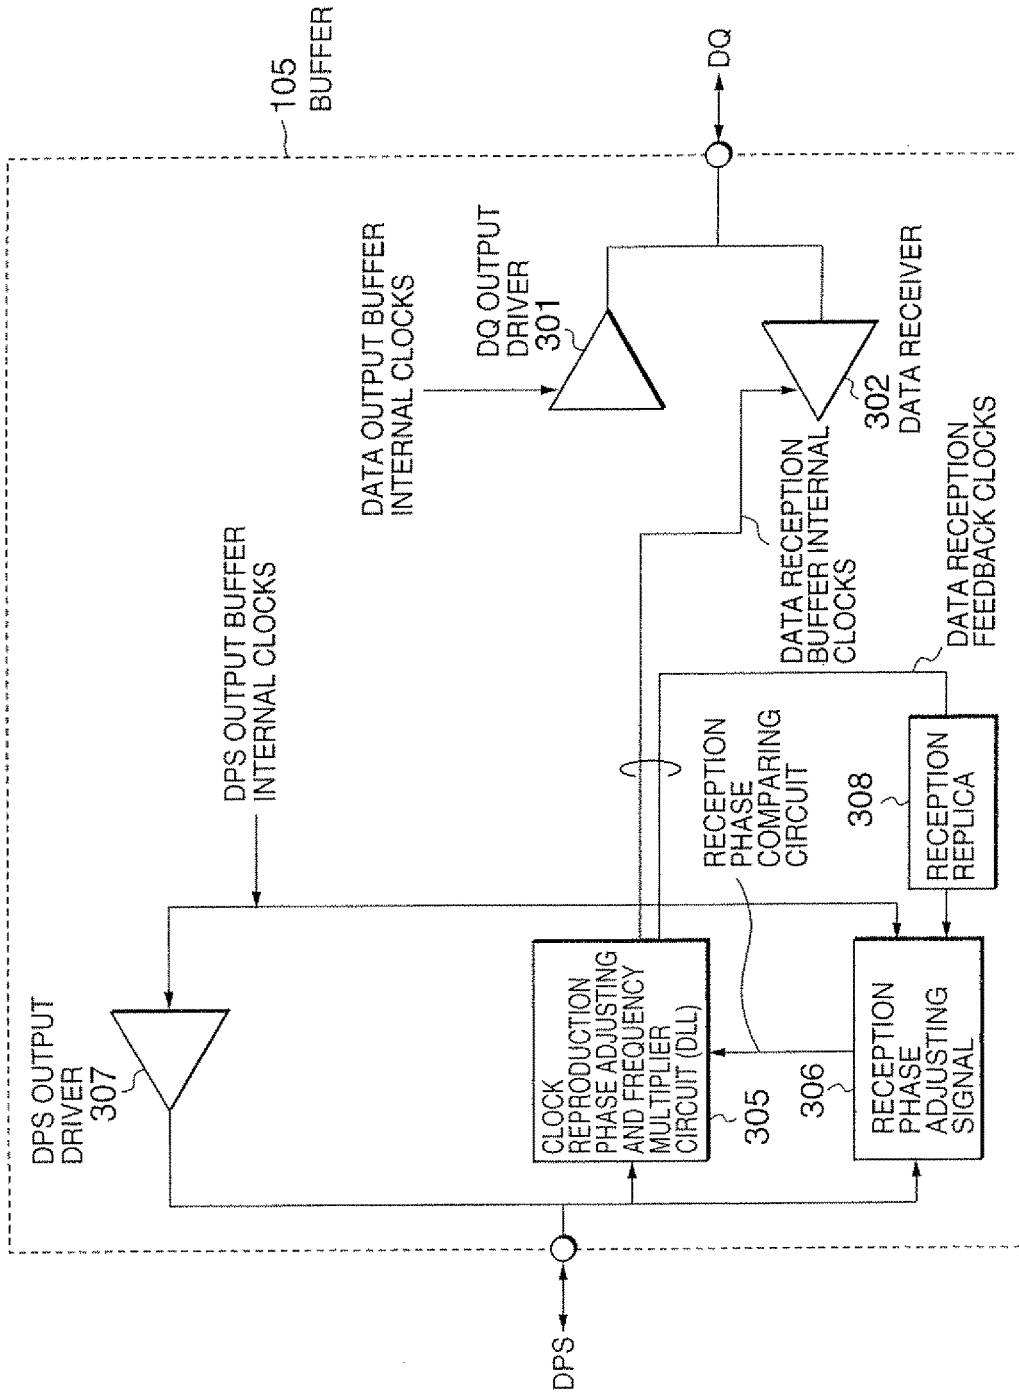 105
BUFFER
DQ
DATA OUTPUT BUFFER
INTERNAL CLOCKS
DQ OUTPUT
DRIVER
301
302
DATA RECEIVER
DPS OUTPUT BUFFER
INTERNAL CLOCKS
DATA RECEPTION
BUFFER INTERNAL
CLOCKS
DATA RECEPTION
FEEDBACK CLOCKS
RECEPTION
PHASE
COMPARING
CIRCUIT
308
RECEPTION
REPLICA
DPS OUTPUT
DRIVER
307
CLOCK
REPRODUCTION
PHASE ADJUSTING
AND FREQUENCY
MULTIPLIER
CIRCUIT (DLL)
305
306
RECEPTION
PHASE
ADJUSTING
SIGNAL
DPS